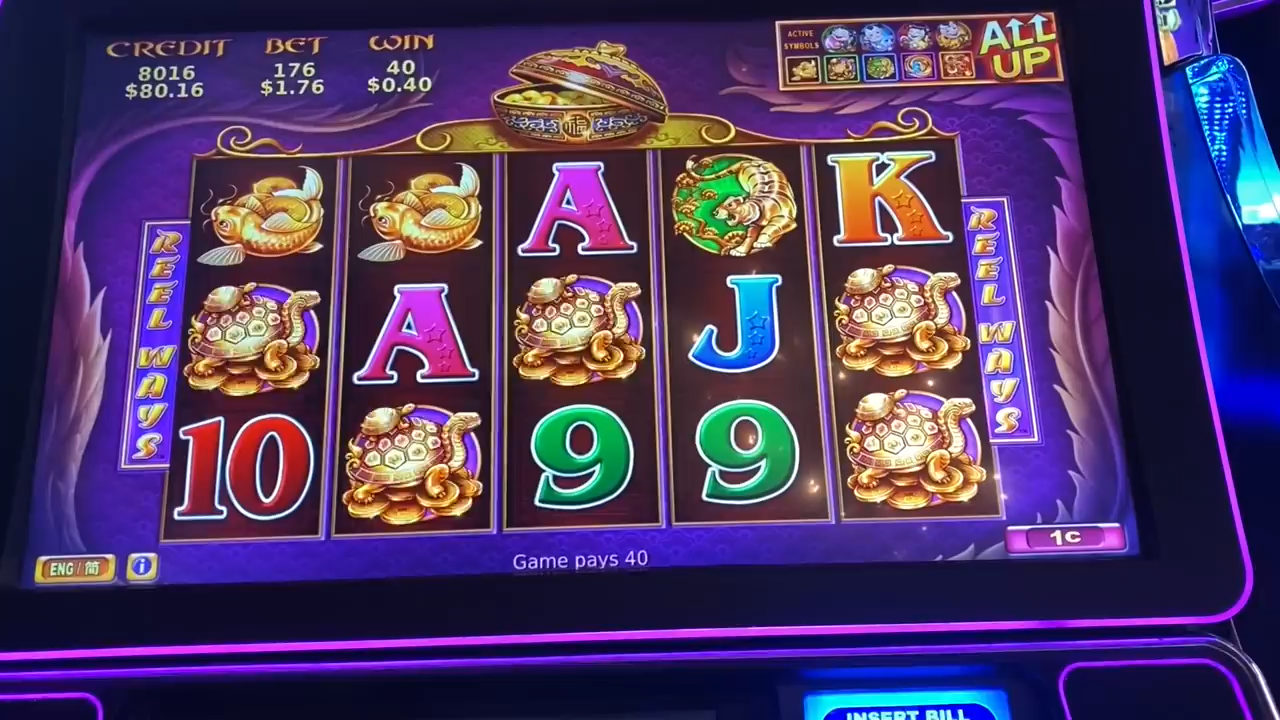 CREDIT BET WIN
8016 176 40
$80.16 $1.76 $0.40
ACTIVE
SYMBOLS
ALL
UP
REEL WAYS
REEL WAYS
A K
J
A
10 9 9
Game pays 40
1C
ENG / 简
i
INSERT BILL